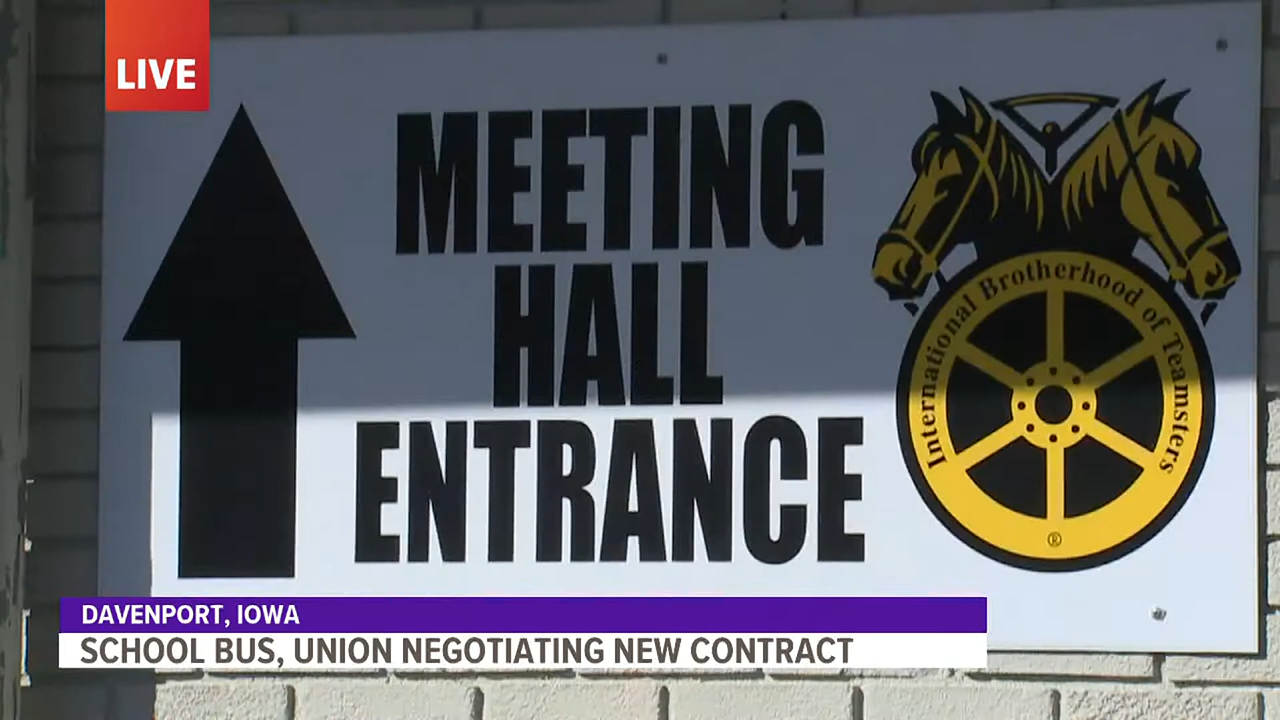 LIVE
MEETING
HALL
ENTRANCE
International Brotherhood of Teamsters
®
DAVENPORT, IOWA
SCHOOL BUS, UNION NEGOTIATING NEW CONTRACT